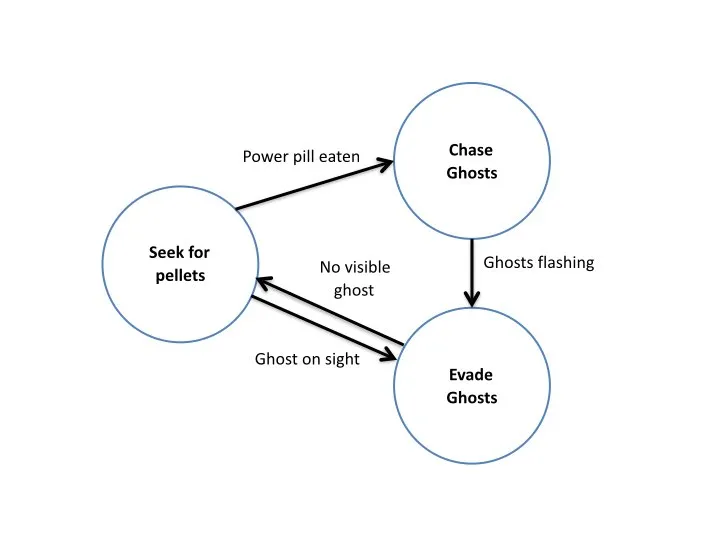 Chase
Ghosts
Power pill eaten
Seek for
pellets
No visible
ghost
Ghosts flashing
Ghost on sight
Evade
Ghosts